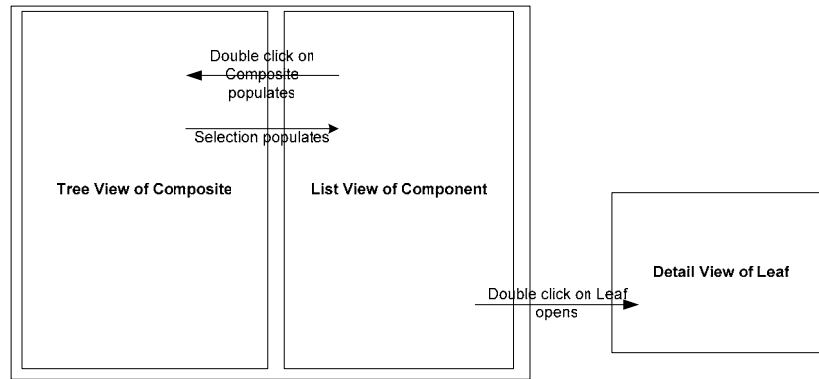 Double click on
Composite
populates
Selection populates
Tree View of Composite
List View of Component
Detail View of Leaf
Double click on Leaf
opens